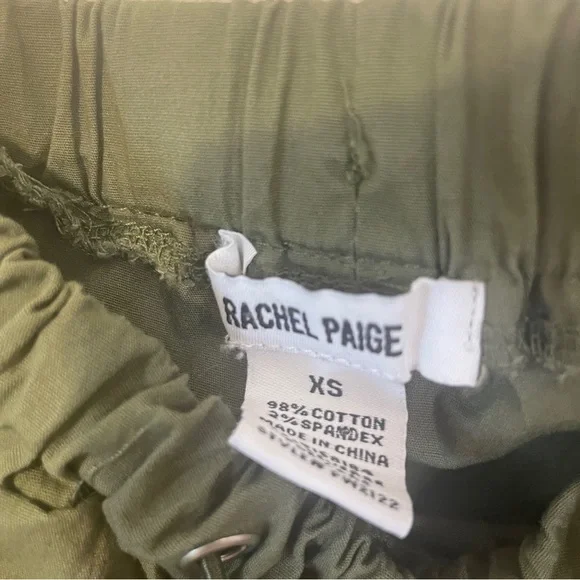 RACHEL PAIGE
XS
98% COTTON
2% SPANDEX
MADE IN CHINA